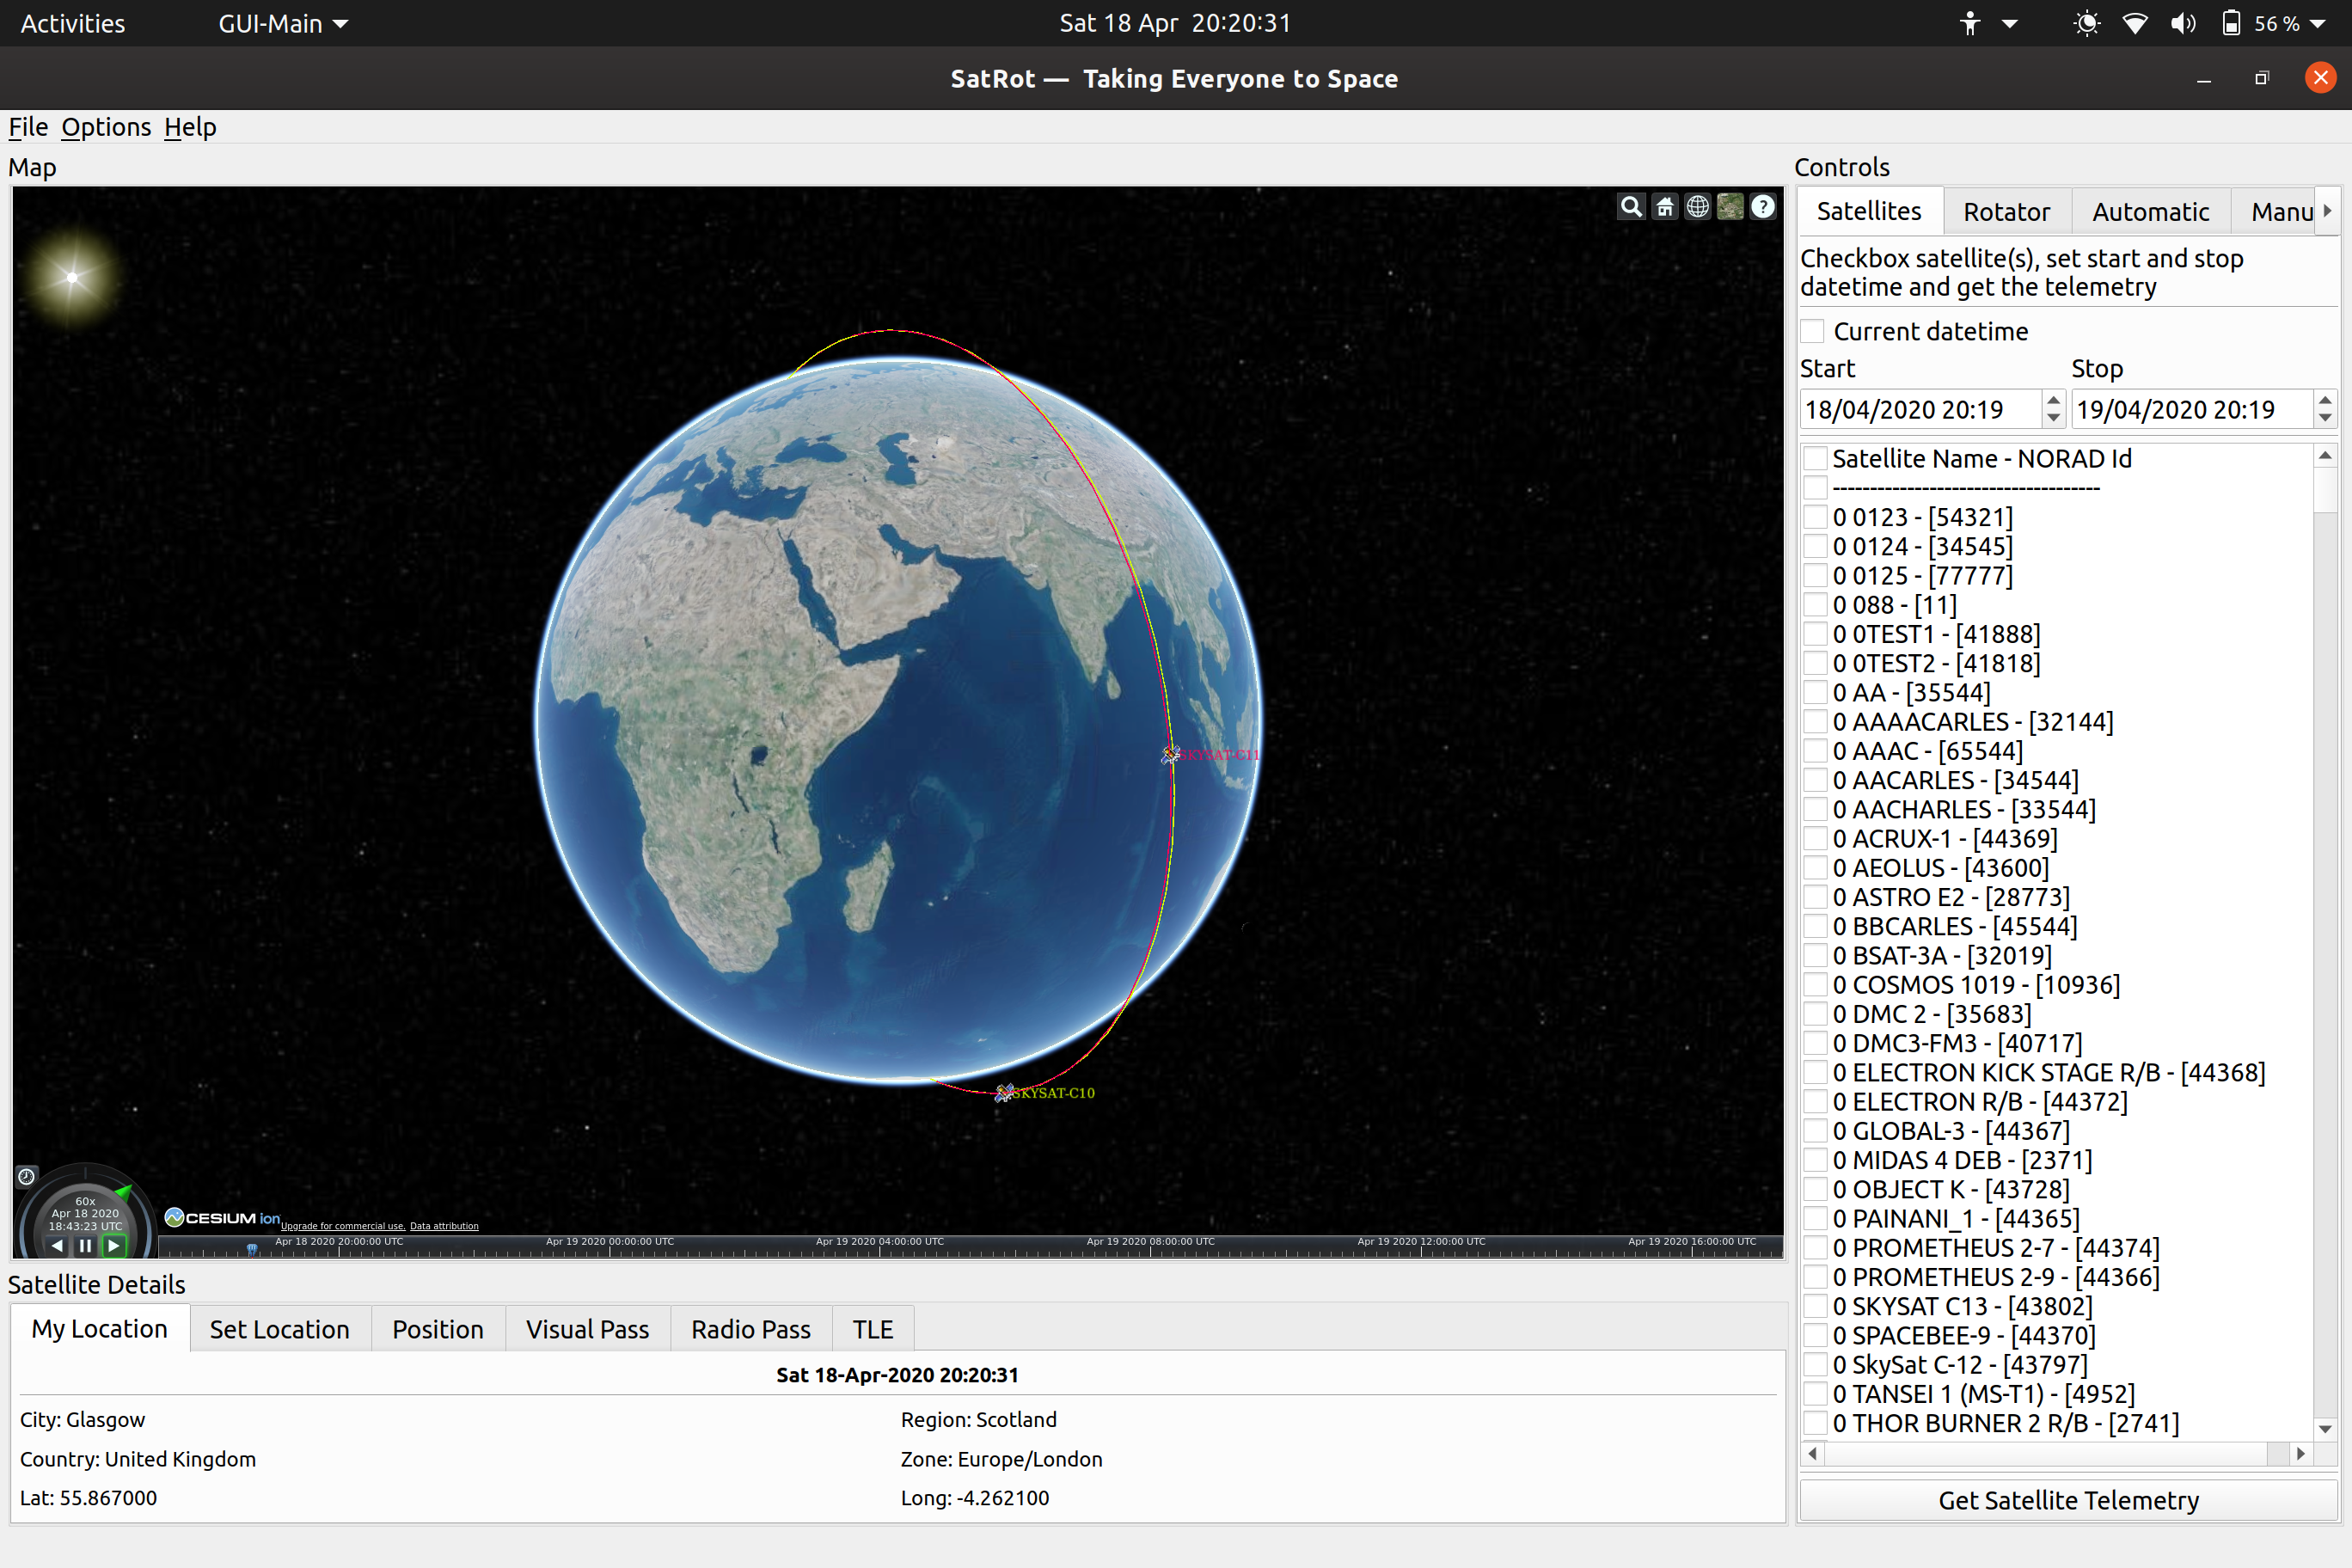 Activities
GUI-Main
Sat 18 Apr 20:20:31
56 %
SatRot — Taking Everyone to Space
File Options Help
Map
?
SKYSAT-C11
SKYSAT-C10
60x
Apr 18 2020
18:43:23 UTC
CESIUM ion
Upgrade for commercial use. Data attribution
Apr 18 2020 20:00:00 UTC
Apr 19 2020 00:00:00 UTC
Apr 19 2020 04:00:00 UTC
Apr 19 2020 08:00:00 UTC
Apr 19 2020 12:00:00 UTC
Apr 19 2020 16:00:00 UTC
Satellite Details
My Location
Set Location
Position
Visual Pass
Radio Pass
TLE
Sat 18-Apr-2020 20:20:31
City: Glasgow
Region: Scotland
Country: United Kingdom
Zone: Europe/London
Lat: 55.867000
Long: -4.262100
Controls
Satellites
Rotator
Automatic
Manu
Checkbox satellite(s), set start and stop
datetime and get the telemetry
Current datetime
Start
Stop
18/04/2020 20:19
19/04/2020 20:19
Satellite Name - NORAD Id
------------------------------------
0 0123 - [54321]
0 0124 - [34545]
0 0125 - [77777]
0 088 - [11]
0 0TEST1 - [41888]
0 0TEST2 - [41818]
0 AA - [35544]
0 AAAACARLES - [32144]
0 AAAC - [65544]
0 AACARLES - [34544]
0 AACHARLES - [33544]
0 ACRUX-1 - [44369]
0 AEOLUS - [43600]
0 ASTRO E2 - [28773]
0 BBCARLES - [45544]
0 BSAT-3A - [32019]
0 COSMOS 1019 - [10936]
0 DMC 2 - [35683]
0 DMC3-FM3 - [40717]
0 ELECTRON KICK STAGE R/B - [44368]
0 ELECTRON R/B - [44372]
0 GLOBAL-3 - [44367]
0 MIDAS 4 DEB - [2371]
0 OBJECT K - [43728]
0 PAINANI_1 - [44365]
0 PROMETHEUS 2-7 - [44374]
0 PROMETHEUS 2-9 - [44366]
0 SKYSAT C13 - [43802]
0 SPACEBEE-9 - [44370]
0 SkySat C-12 - [43797]
0 TANSEI 1 (MS-T1) - [4952]
0 THOR BURNER 2 R/B - [2741]
Get Satellite Telemetry